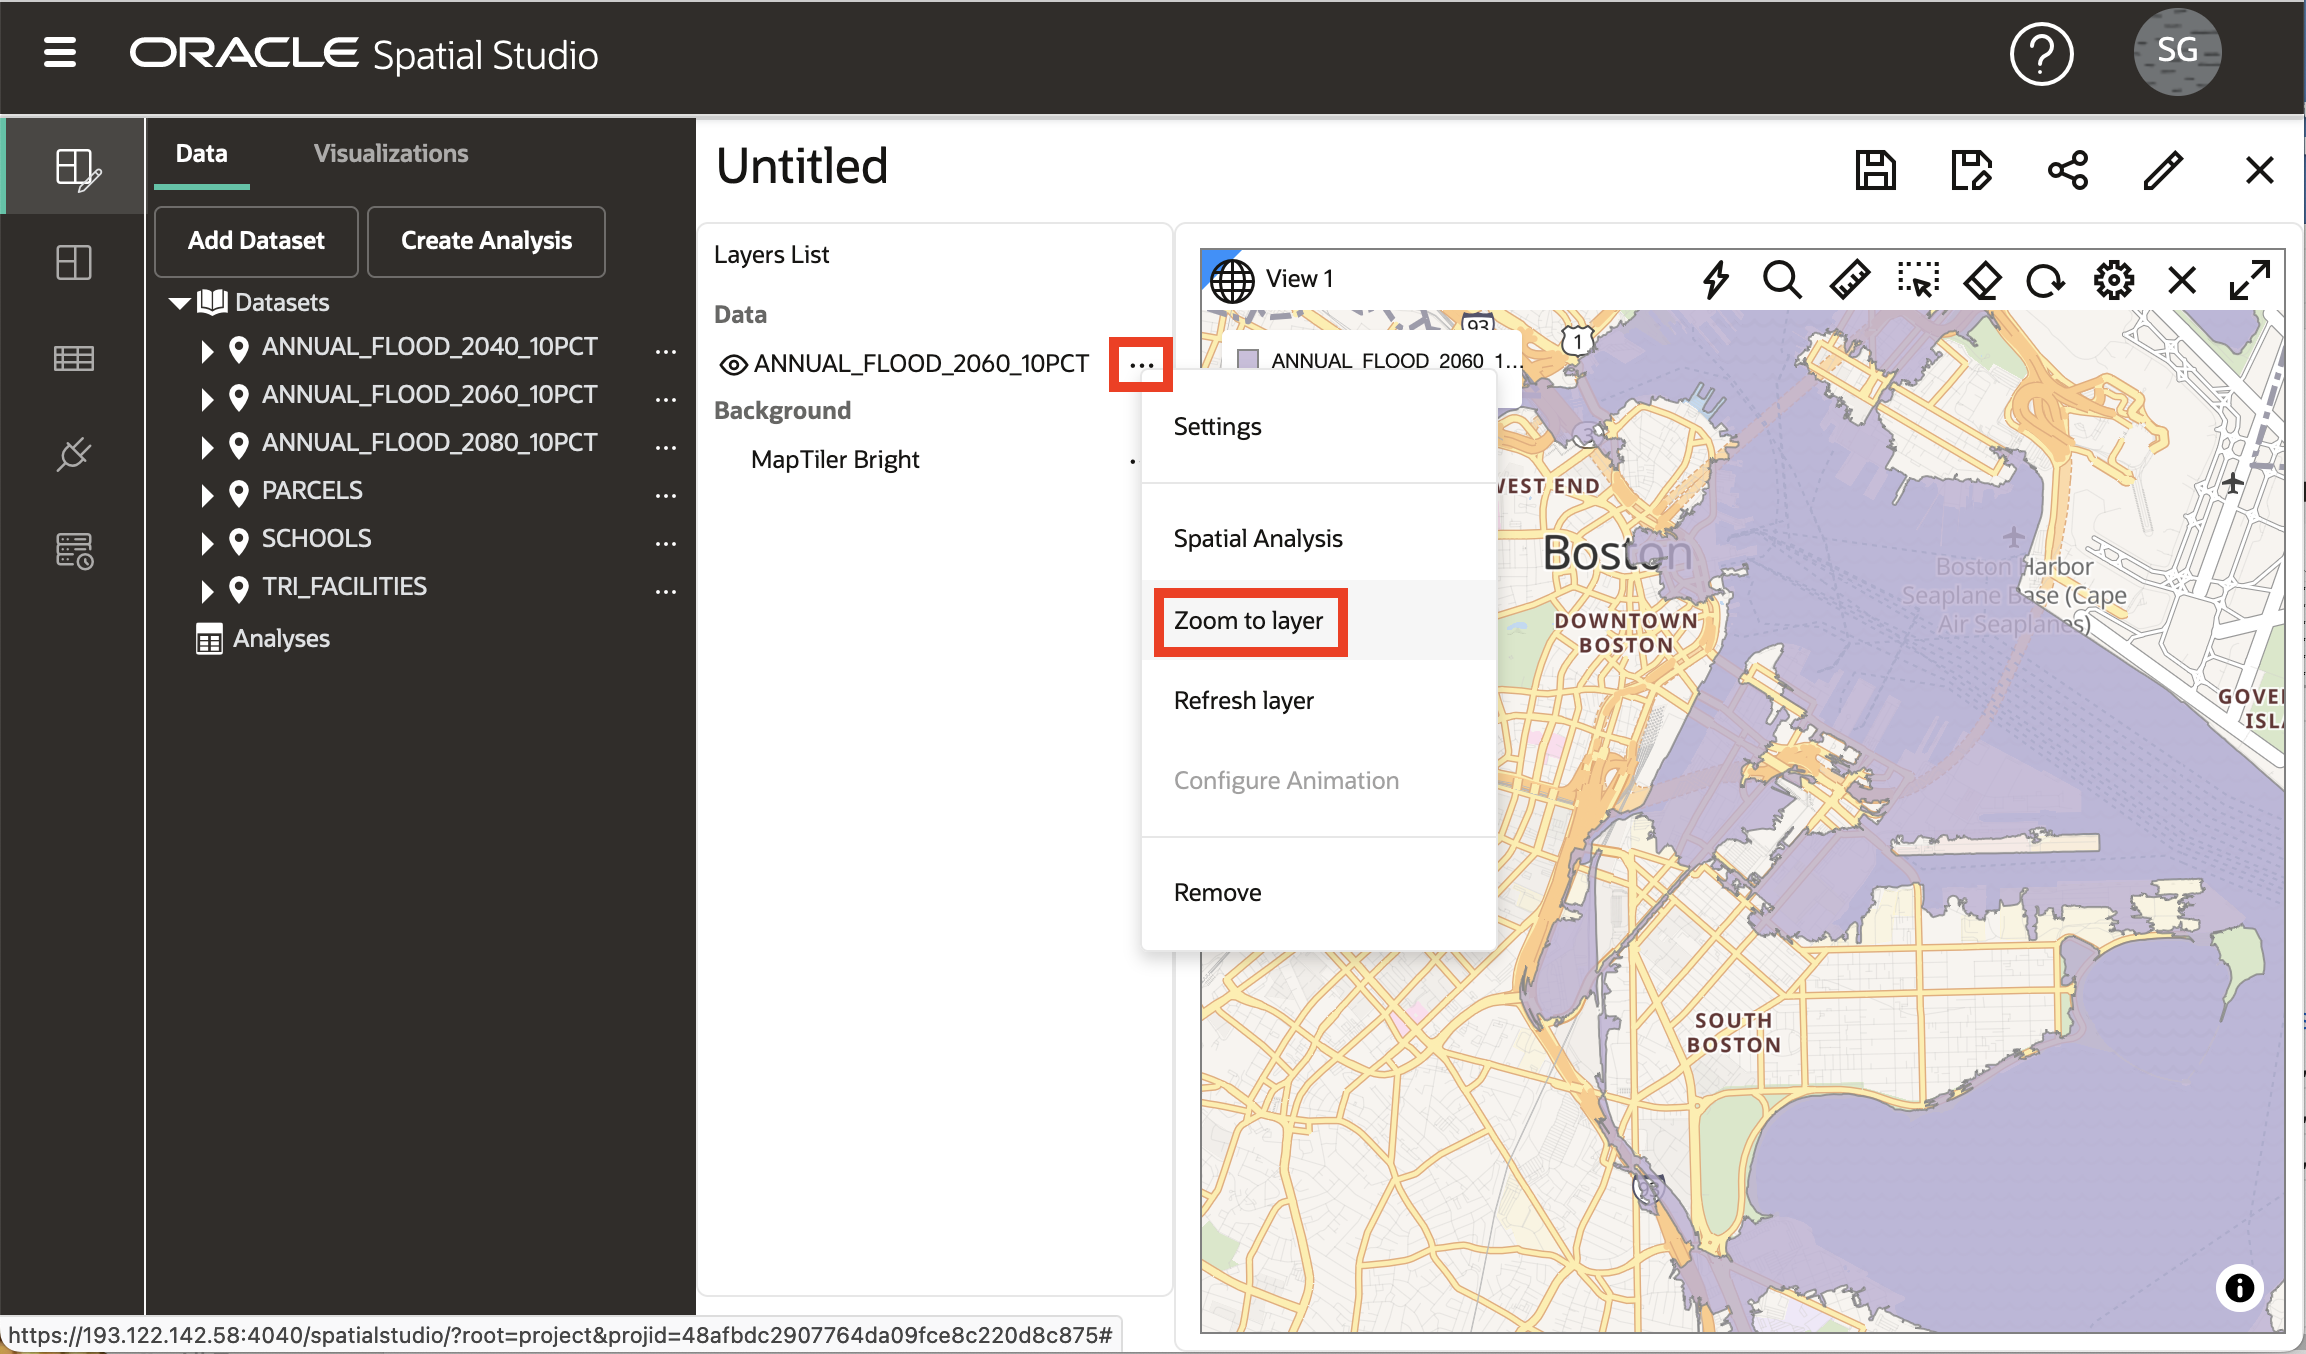 ORACLE Spatial Studio
SG
Data
Visualizations
Add Dataset
Create Analysis
Datasets
ANNUAL_FLOOD_2040_10PCT
ANNUAL_FLOOD_2060_10PCT
ANNUAL_FLOOD_2080_10PCT
PARCELS
SCHOOLS
TRI_FACILITIES
Analyses
Untitled
Layers List
Data
ANNUAL_FLOOD_2060_10PCT
Background
MapTiler Bright
Settings
Spatial Analysis
Zoom to layer
Refresh layer
Configure Animation
Remove
View 1
ANNUAL_FLOOD_2060_1...
93
1
3
WEST END
Boston
DOWNTOWN
BOSTON
Boston Harbor
Seaplane Base (Cape
Air Seaplanes)
GOVE
ISL
SOUTH
BOSTON
93
https://193.122.142.58:4040/spatialstudio/?root=project&projid=48afbdc2907764da09fce8c220d8c875#